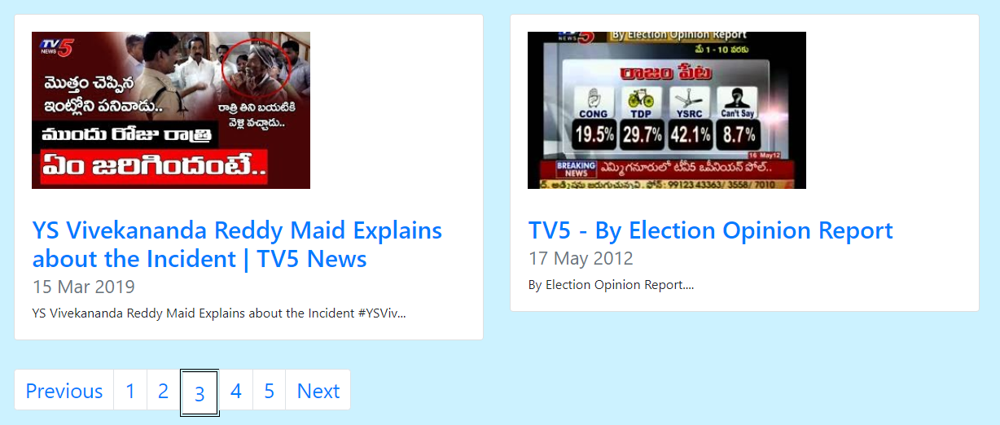 TV5
NEWS
మొత్తం చెప్పిన
ఇంట్లోని పనివాడు..
రాత్రి తిని బయటికి
వెళ్లి వచ్చాడు..
ముందు రోజు రాత్రి
ఏం జరిగిందంటే..
YS Vivekananda Reddy Maid Explains
about the Incident | TV5 News
15 Mar 2019
YS Vivekananda Reddy Maid Explains about the Incident #YSViv...
NEWS 5 By Election Opinion Report
మే 1 - 10 వరకు
రాజం పేట
CONG TDP YSRC Can't Say
19.5% 29.7% 42.1% 8.7%
16 May12
BREAKING NEWS ఎమ్మిగనూరులో టీవీ5 ఒపీనియన్ పోల్..
జరుగుచున్నవి. ఫోన్ : 99123 43363/ 3558/ 7010
TV5 - By Election Opinion Report
17 May 2012
By Election Opinion Report....
Previous 1 2 3 4 5 Next